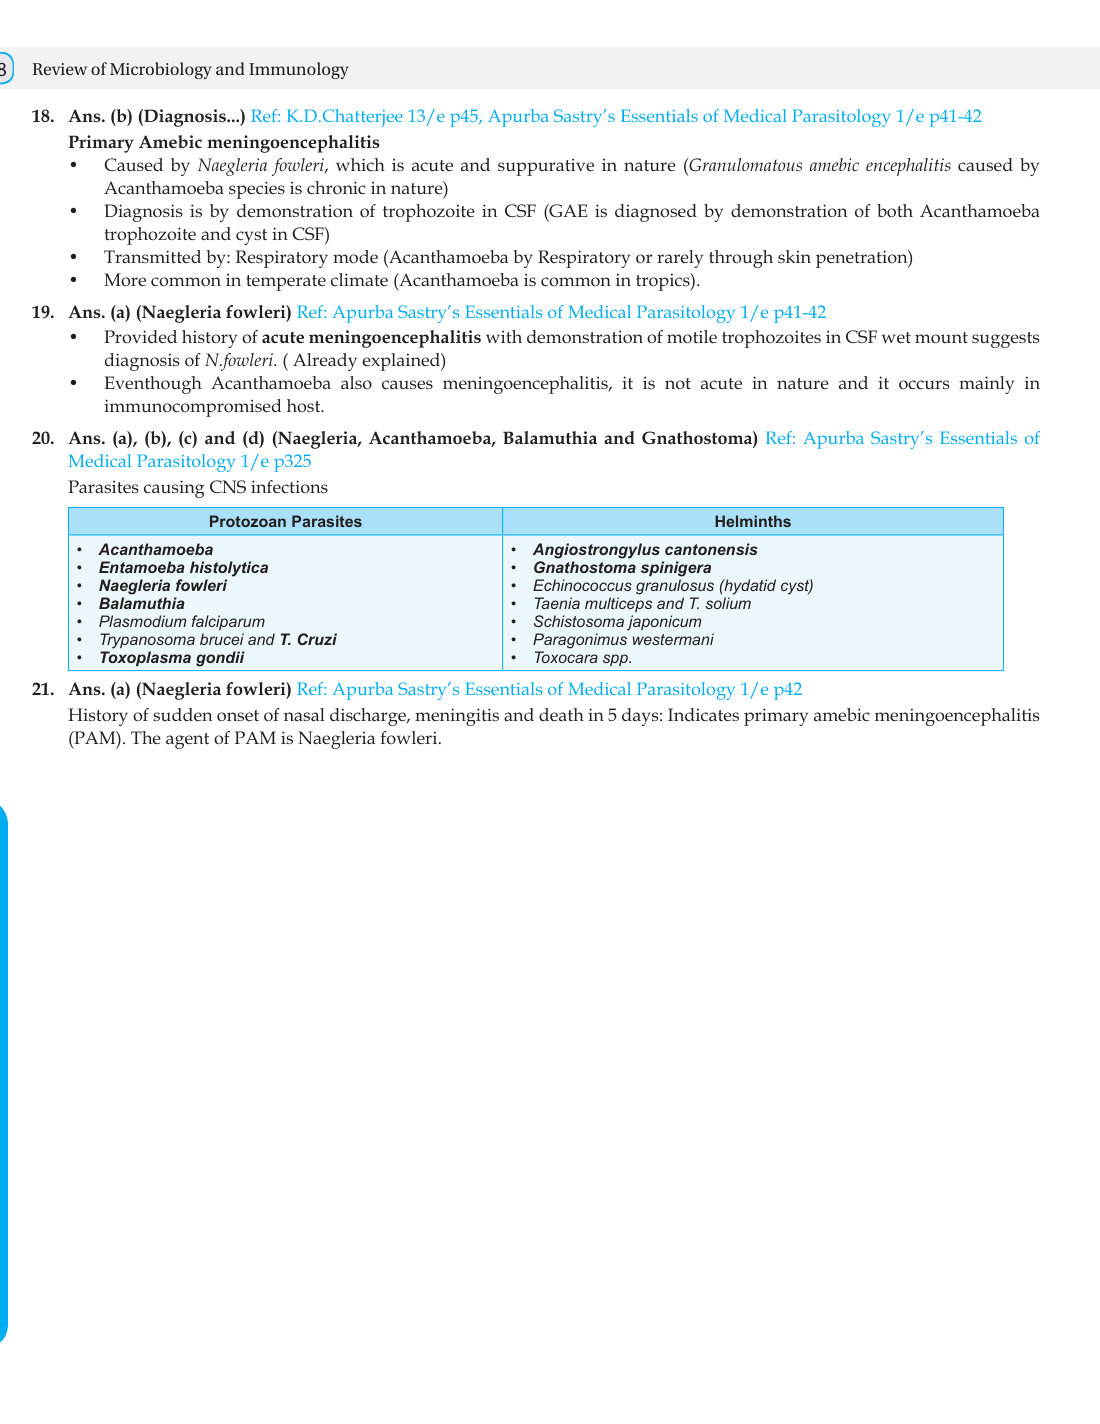 8 Review of Microbiology and Immunology
18. Ans. (b) (Diagnosis...) Ref: K.D.Chatterjee 13/e p45, Apurba Sastry’s Essentials of Medical Parasitology 1/e p41-42
Primary Amebic meningoencephalitis
• Caused by Naegleria fowleri, which is acute and suppurative in nature (Granulomatous amebic encephalitis caused by
Acanthamoeba species is chronic in nature)
• Diagnosis is by demonstration of trophozoite in CSF (GAE is diagnosed by demonstration of both Acanthamoeba
trophozoite and cyst in CSF)
• Transmitted by: Respiratory mode (Acanthamoeba by Respiratory or rarely through skin penetration)
• More common in temperate climate (Acanthamoeba is common in tropics).
19. Ans. (a) (Naegleria fowleri) Ref: Apurba Sastry’s Essentials of Medical Parasitology 1/e p41-42
• Provided history of acute meningoencephalitis with demonstration of motile trophozoites in CSF wet mount suggests
diagnosis of N.fowleri. ( Already explained)
• Eventhough Acanthamoeba also causes meningoencephalitis, it is not acute in nature and it occurs mainly in
immunocompromised host.
20. Ans. (a), (b), (c) and (d) (Naegleria, Acanthamoeba, Balamuthia and Gnathostoma) Ref: Apurba Sastry’s Essentials of
Medical Parasitology 1/e p325
Parasites causing CNS infections
Protozoan Parasites
• Acanthamoeba
• Entamoeba histolytica
• Naegleria fowleri
• Balamuthia
• Plasmodium falciparum
• Trypanosoma brucei and T. Cruzi
• Toxoplasma gondii
Helminths
• Angiostrongylus cantonensis
• Gnathostoma spinigera
• Echinococcus granulosus (hydatid cyst)
• Taenia multiceps and T. solium
• Schistosoma japonicum
• Paragonimus westermani
• Toxocara spp.
21. Ans. (a) (Naegleria fowleri) Ref: Apurba Sastry’s Essentials of Medical Parasitology 1/e p42
History of sudden onset of nasal discharge, meningitis and death in 5 days: Indicates primary amebic meningoencephalitis
(PAM). The agent of PAM is Naegleria fowleri.